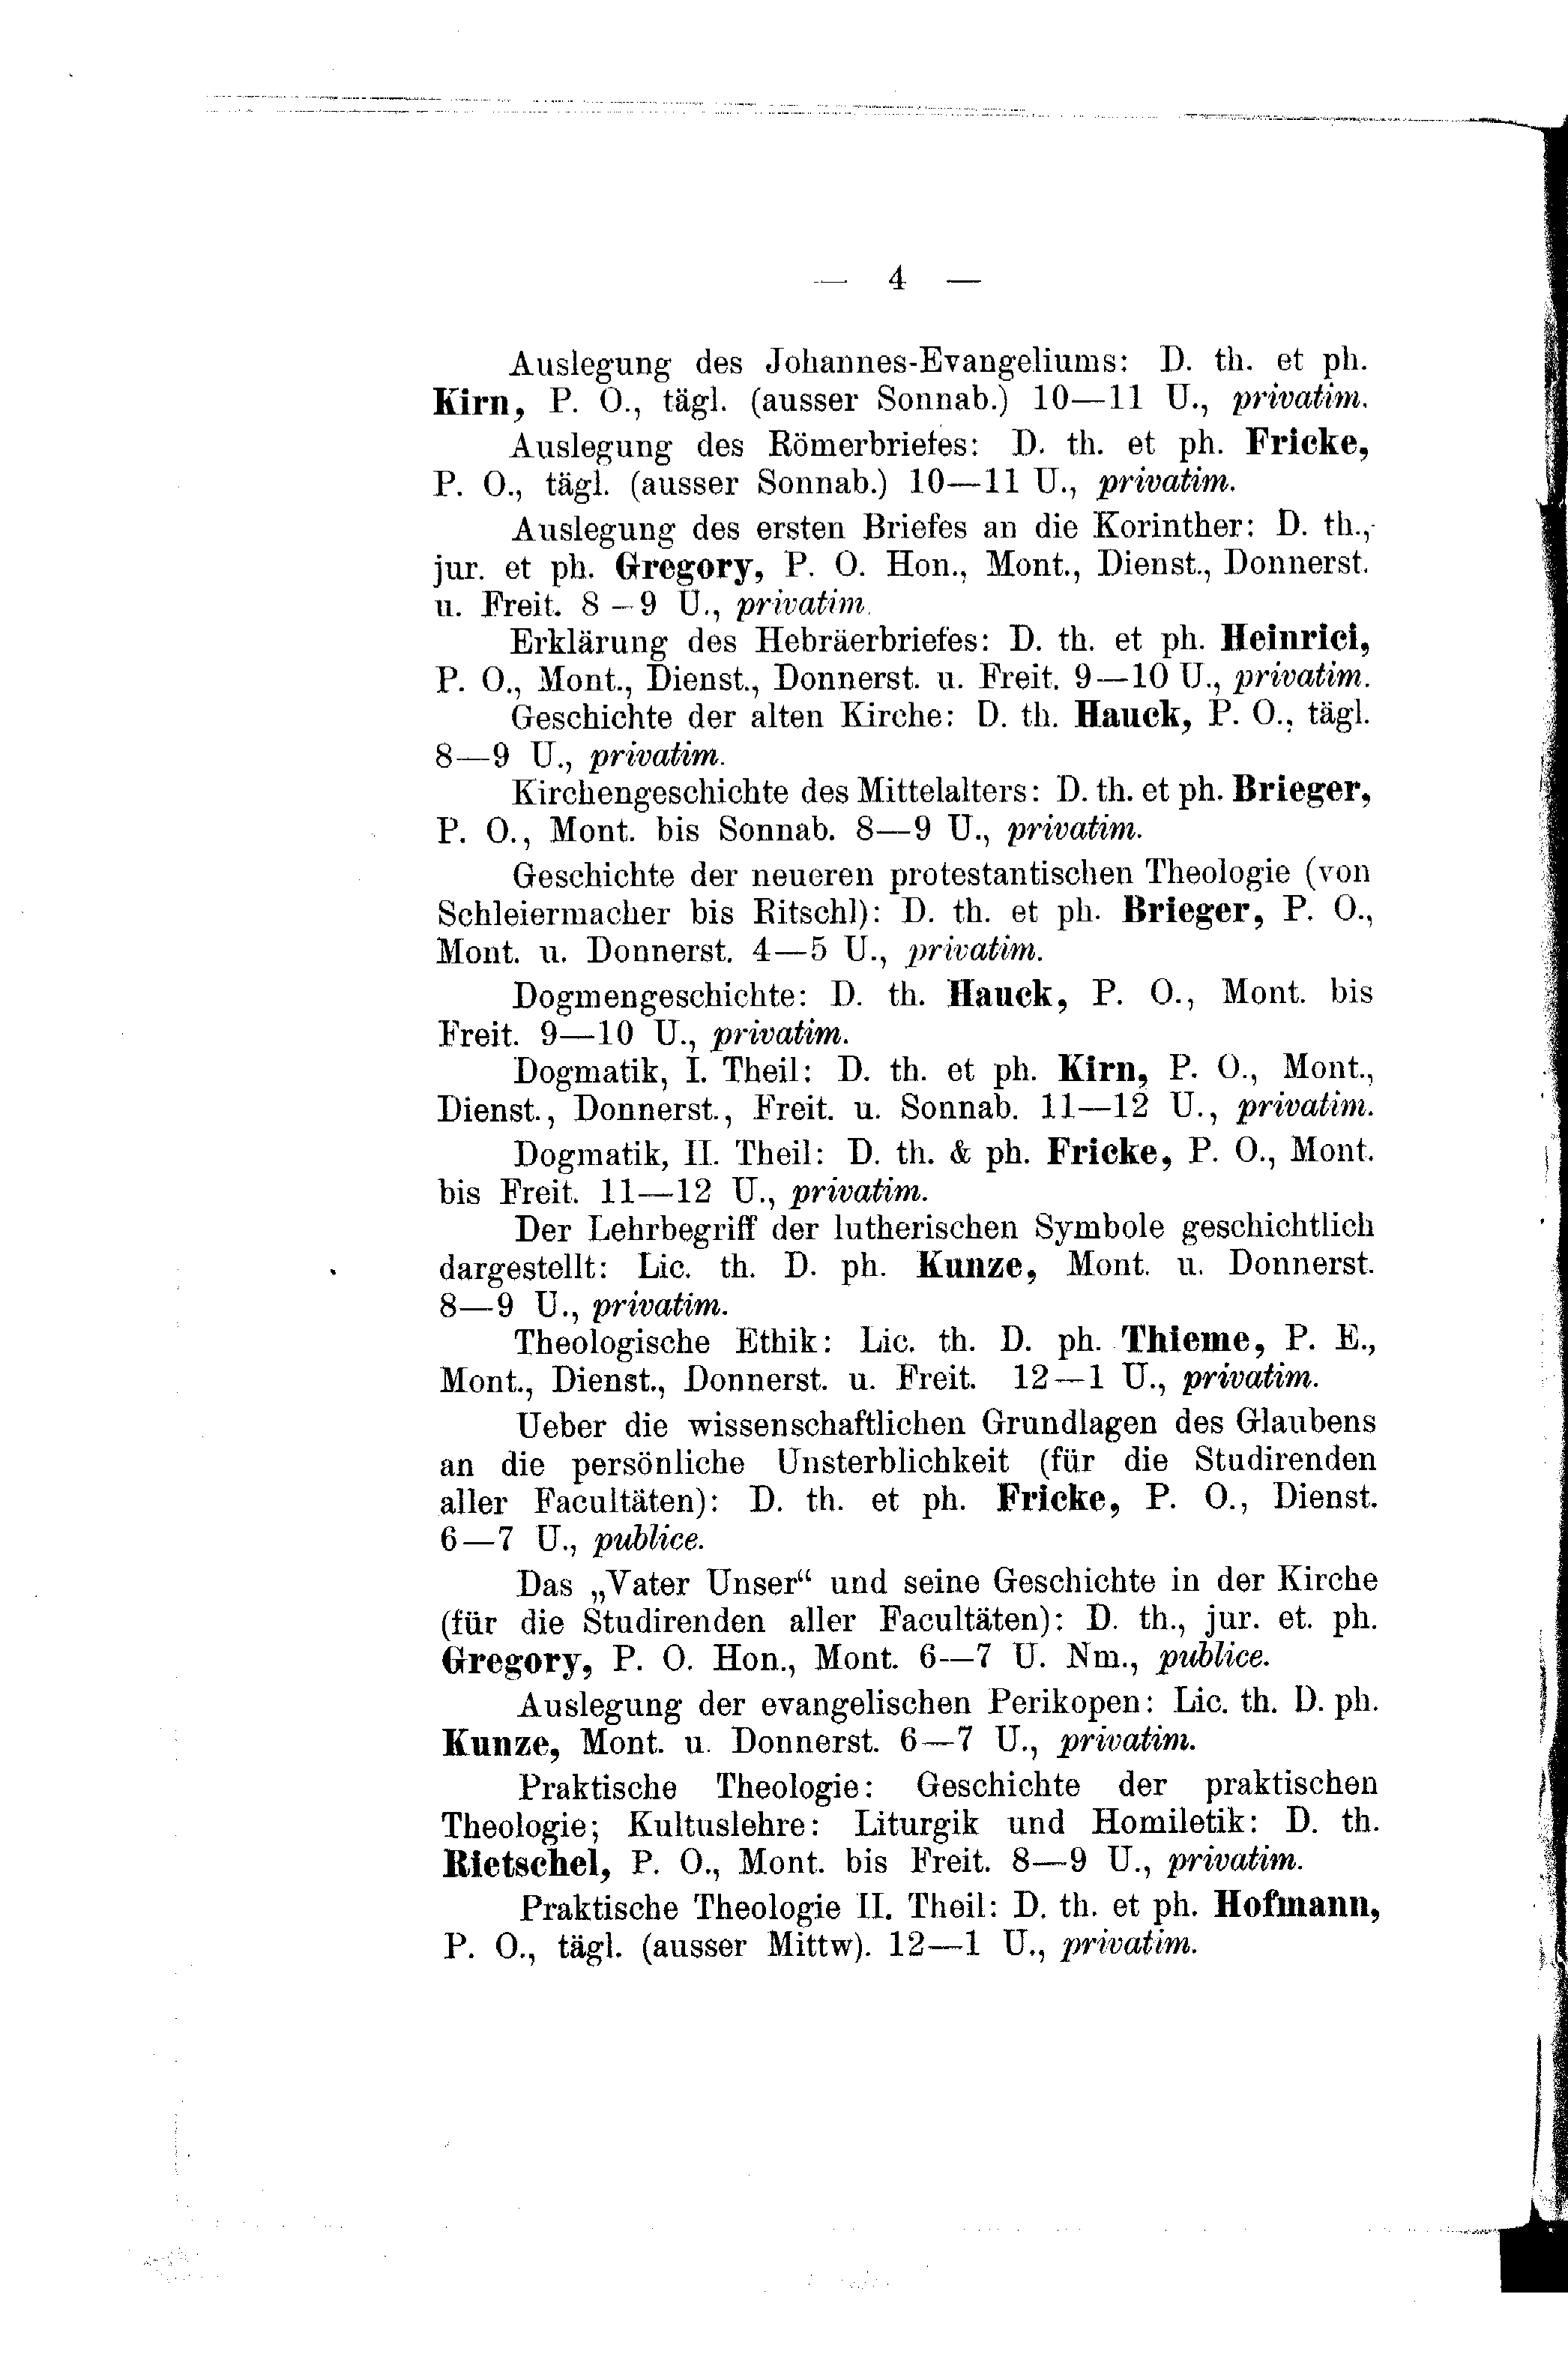 — 4 —
Auslegung des Johannes-Evangeliums: D. th. et ph.
Kirn, P. O., tägl. (ausser Sonnab.) 10—11 U., privatim.
Auslegung des Römerbriefes: D. th. et ph. Fricke,
P. O., tägl. (ausser Sonnab.) 10—11 U., privatim.
Auslegung des ersten Briefes an die Korinther: D. th.,
jur. et ph. Gregory, P. O. Hon., Mont., Dienst., Donnerst.
u. Freit. 8—9 U., privatim.
Erklärung des Hebräerbriefes: D. th. et ph. Heinrici,
P. O., Mont., Dienst., Donnerst. u. Freit. 9—10 U., privatim.
Geschichte der alten Kirche: D. th. Hauck, P. O., tägl.
8—9 U., privatim.
Kirchengeschichte des Mittelalters: D. th. et ph. Brieger,
P. O., Mont. bis Sonnab. 8—9 U., privatim.
Geschichte der neueren protestantischen Theologie (von
Schleiermacher bis Ritschl): D. th. et ph. Brieger, P. O.,
Mont. u. Donnerst. 4—5 U., privatim.
Dogmengeschichte: D. th. Hauck, P. O., Mont. bis
Freit. 9—10 U., privatim.
Dogmatik, I. Theil: D. th. et ph. Kirn, P. O., Mont.,
Dienst., Donnerst., Freit. u. Sonnab. 11—12 U., privatim.
Dogmatik, II. Theil: D. th. & ph. Fricke, P. O., Mont.
bis Freit. 11—12 U., privatim.
Der Lehrbegriff der lutherischen Symbole geschichtlich
dargestellt: Lic. th. D. ph. Kunze, Mont. u. Donnerst.
8—9 U., privatim.
Theologische Ethik: Lic. th. D. ph. Thieme, P. E.,
Mont., Dienst., Donnerst. u. Freit. 12—1 U., privatim.
Ueber die wissenschaftlichen Grundlagen des Glaubens
an die persönliche Unsterblichkeit (für die Studirenden
aller Facultäten): D. th. et ph. Fricke, P. O., Dienst.
6—7 U., publice.
Das „Vater Unser“ und seine Geschichte in der Kirche
(für die Studirenden aller Facultäten): D. th., jur. et. ph.
Gregory, P. O. Hon., Mont. 6—7 U. Nm., publice.
Auslegung der evangelischen Perikopen: Lic. th. D. ph.
Kunze, Mont. u. Donnerst. 6—7 U., privatim.
Praktische Theologie: Geschichte der praktischen
Theologie; Kultuslehre: Liturgik und Homiletik: D. th.
Rietschel, P. O., Mont. bis Freit. 8—9 U., privatim.
Praktische Theologie II. Theil: D. th. et ph. Hofmann,
P. O., tägl. (ausser Mittw). 12—1 U., privatim.